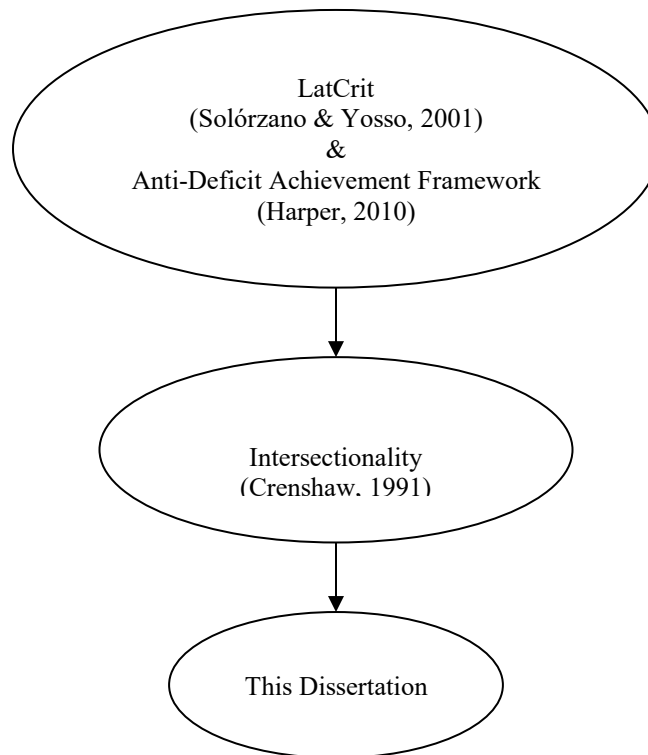 LatCrit
(Solórzano & Yosso, 2001)
&
Anti-Deficit Achievement Framework
(Harper, 2010)
Intersectionality
(Crenshaw, 1991)
This Dissertation